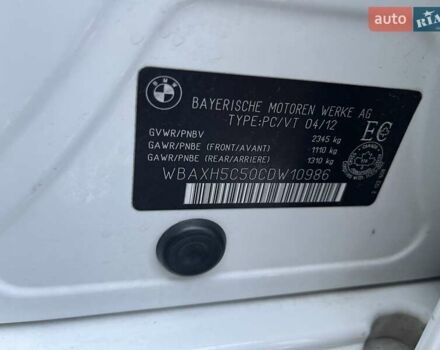 auto RIA
BMW
BAYERISCHE MOTOREN WERKE AG
TYPE:PC/VT 04/12
EC
GVWR/PNBV 2345 kg
GAWR/PNBE (FRONT/AVANT) 1110 kg
GAWR/PNBE (REAR/ARRIERE) 1310 kg
WBAXH5C50CDW10986